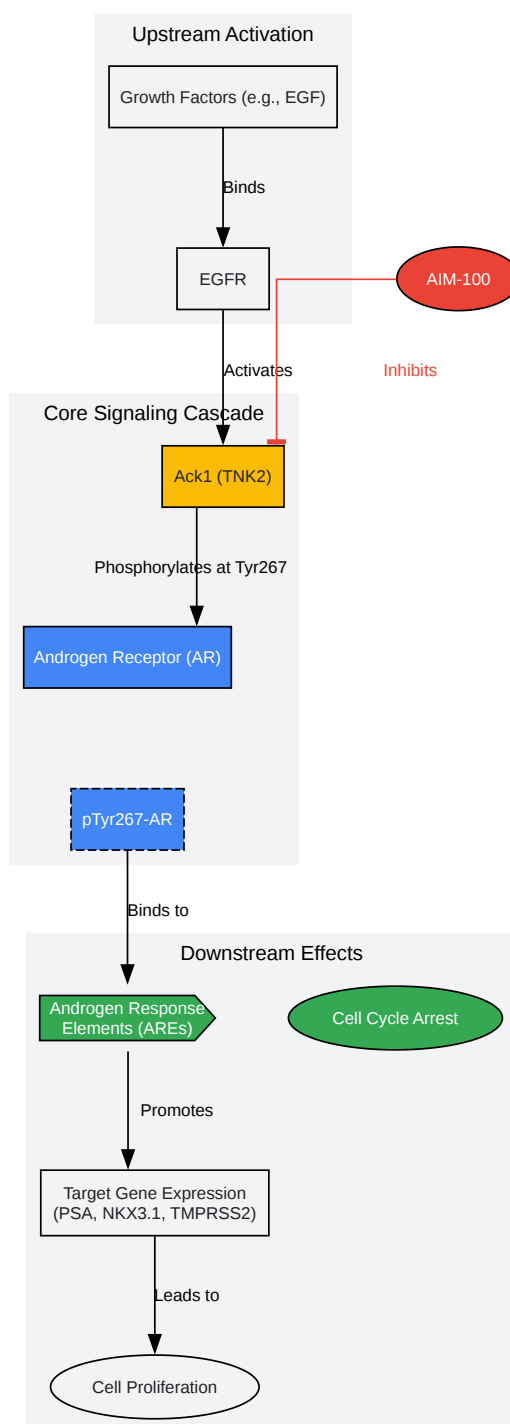 Upstream Activation
Growth Factors (e.g., EGF)
Binds
EGFR
AIM-100
Activates
Inhibits
Core Signaling Cascade
Ack1 (TNK2)
Phosphorylates at Tyr267
Androgen Receptor (AR)
pTyr267-AR
Binds to
Downstream Effects
Androgen Response
Elements (AREs)
Cell Cycle Arrest
Promotes
Target Gene Expression
(PSA, NKX3.1, TMPRSS2)
Leads to
Cell Proliferation